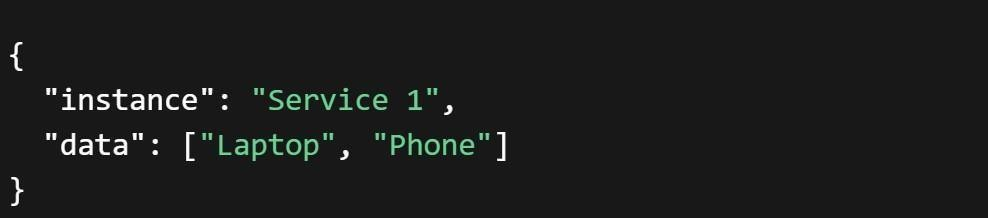 {
  "instance": "Service 1",
  "data": ["Laptop", "Phone"]
}